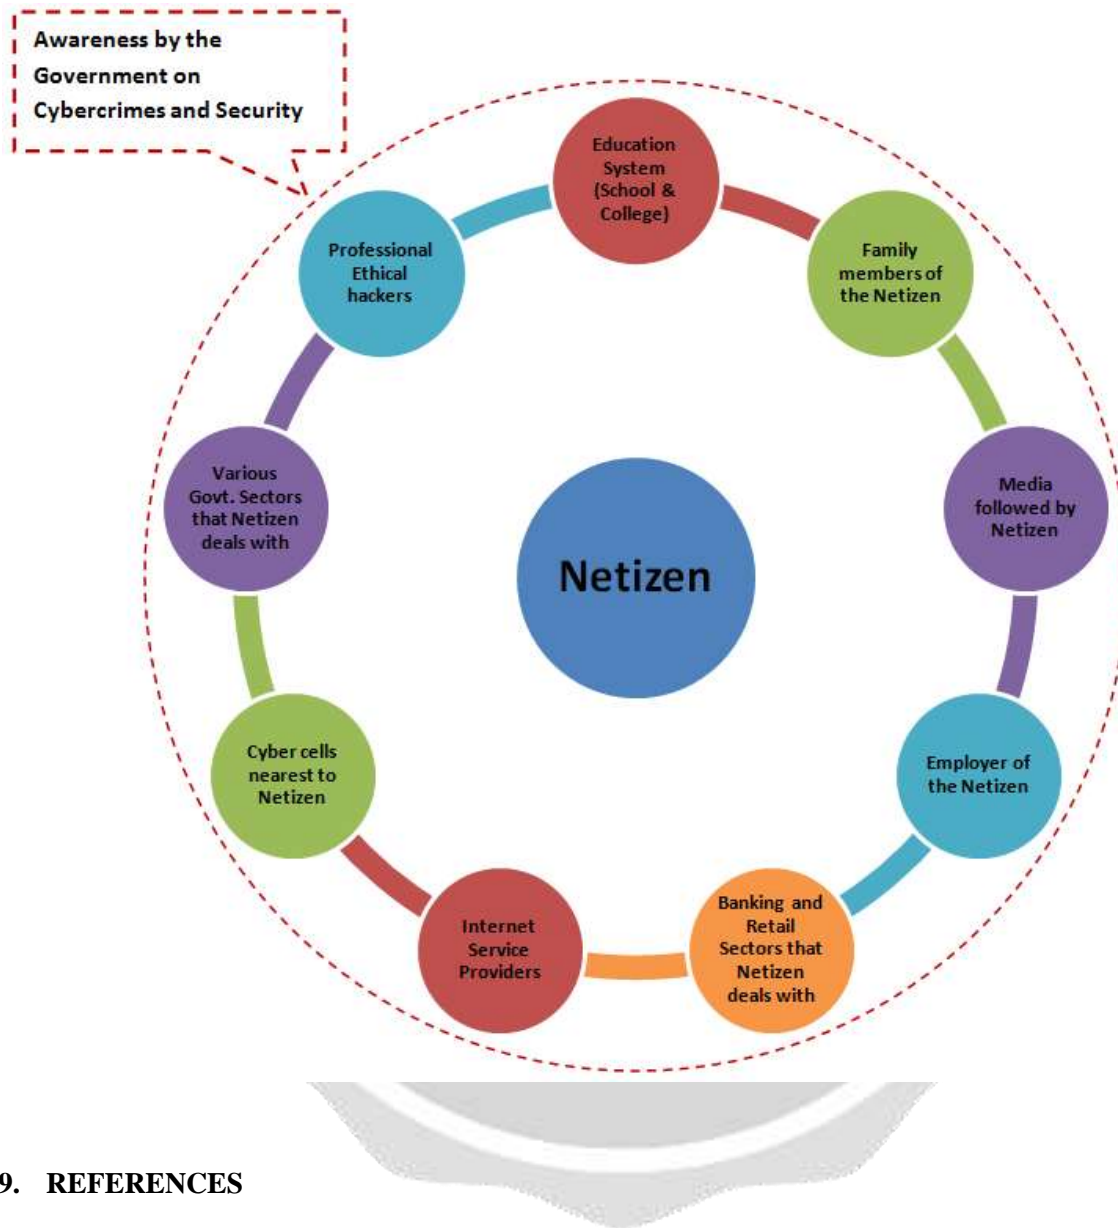 Awareness by the
Government on
Cybercrimes and Security
Education
System
(School &
College)
Family
members of
the Netizen
Media
followed by
Netizen
Employer of
the Netizen
Banking and
Retail
Sectors that
Netizen
deals with
Internet
Service
Providers
Cyber cells
nearest to
Netizen
Various
Govt. Sectors
that Netizen
deals with
Professional
Ethical
hackers
Netizen
9. REFERENCES